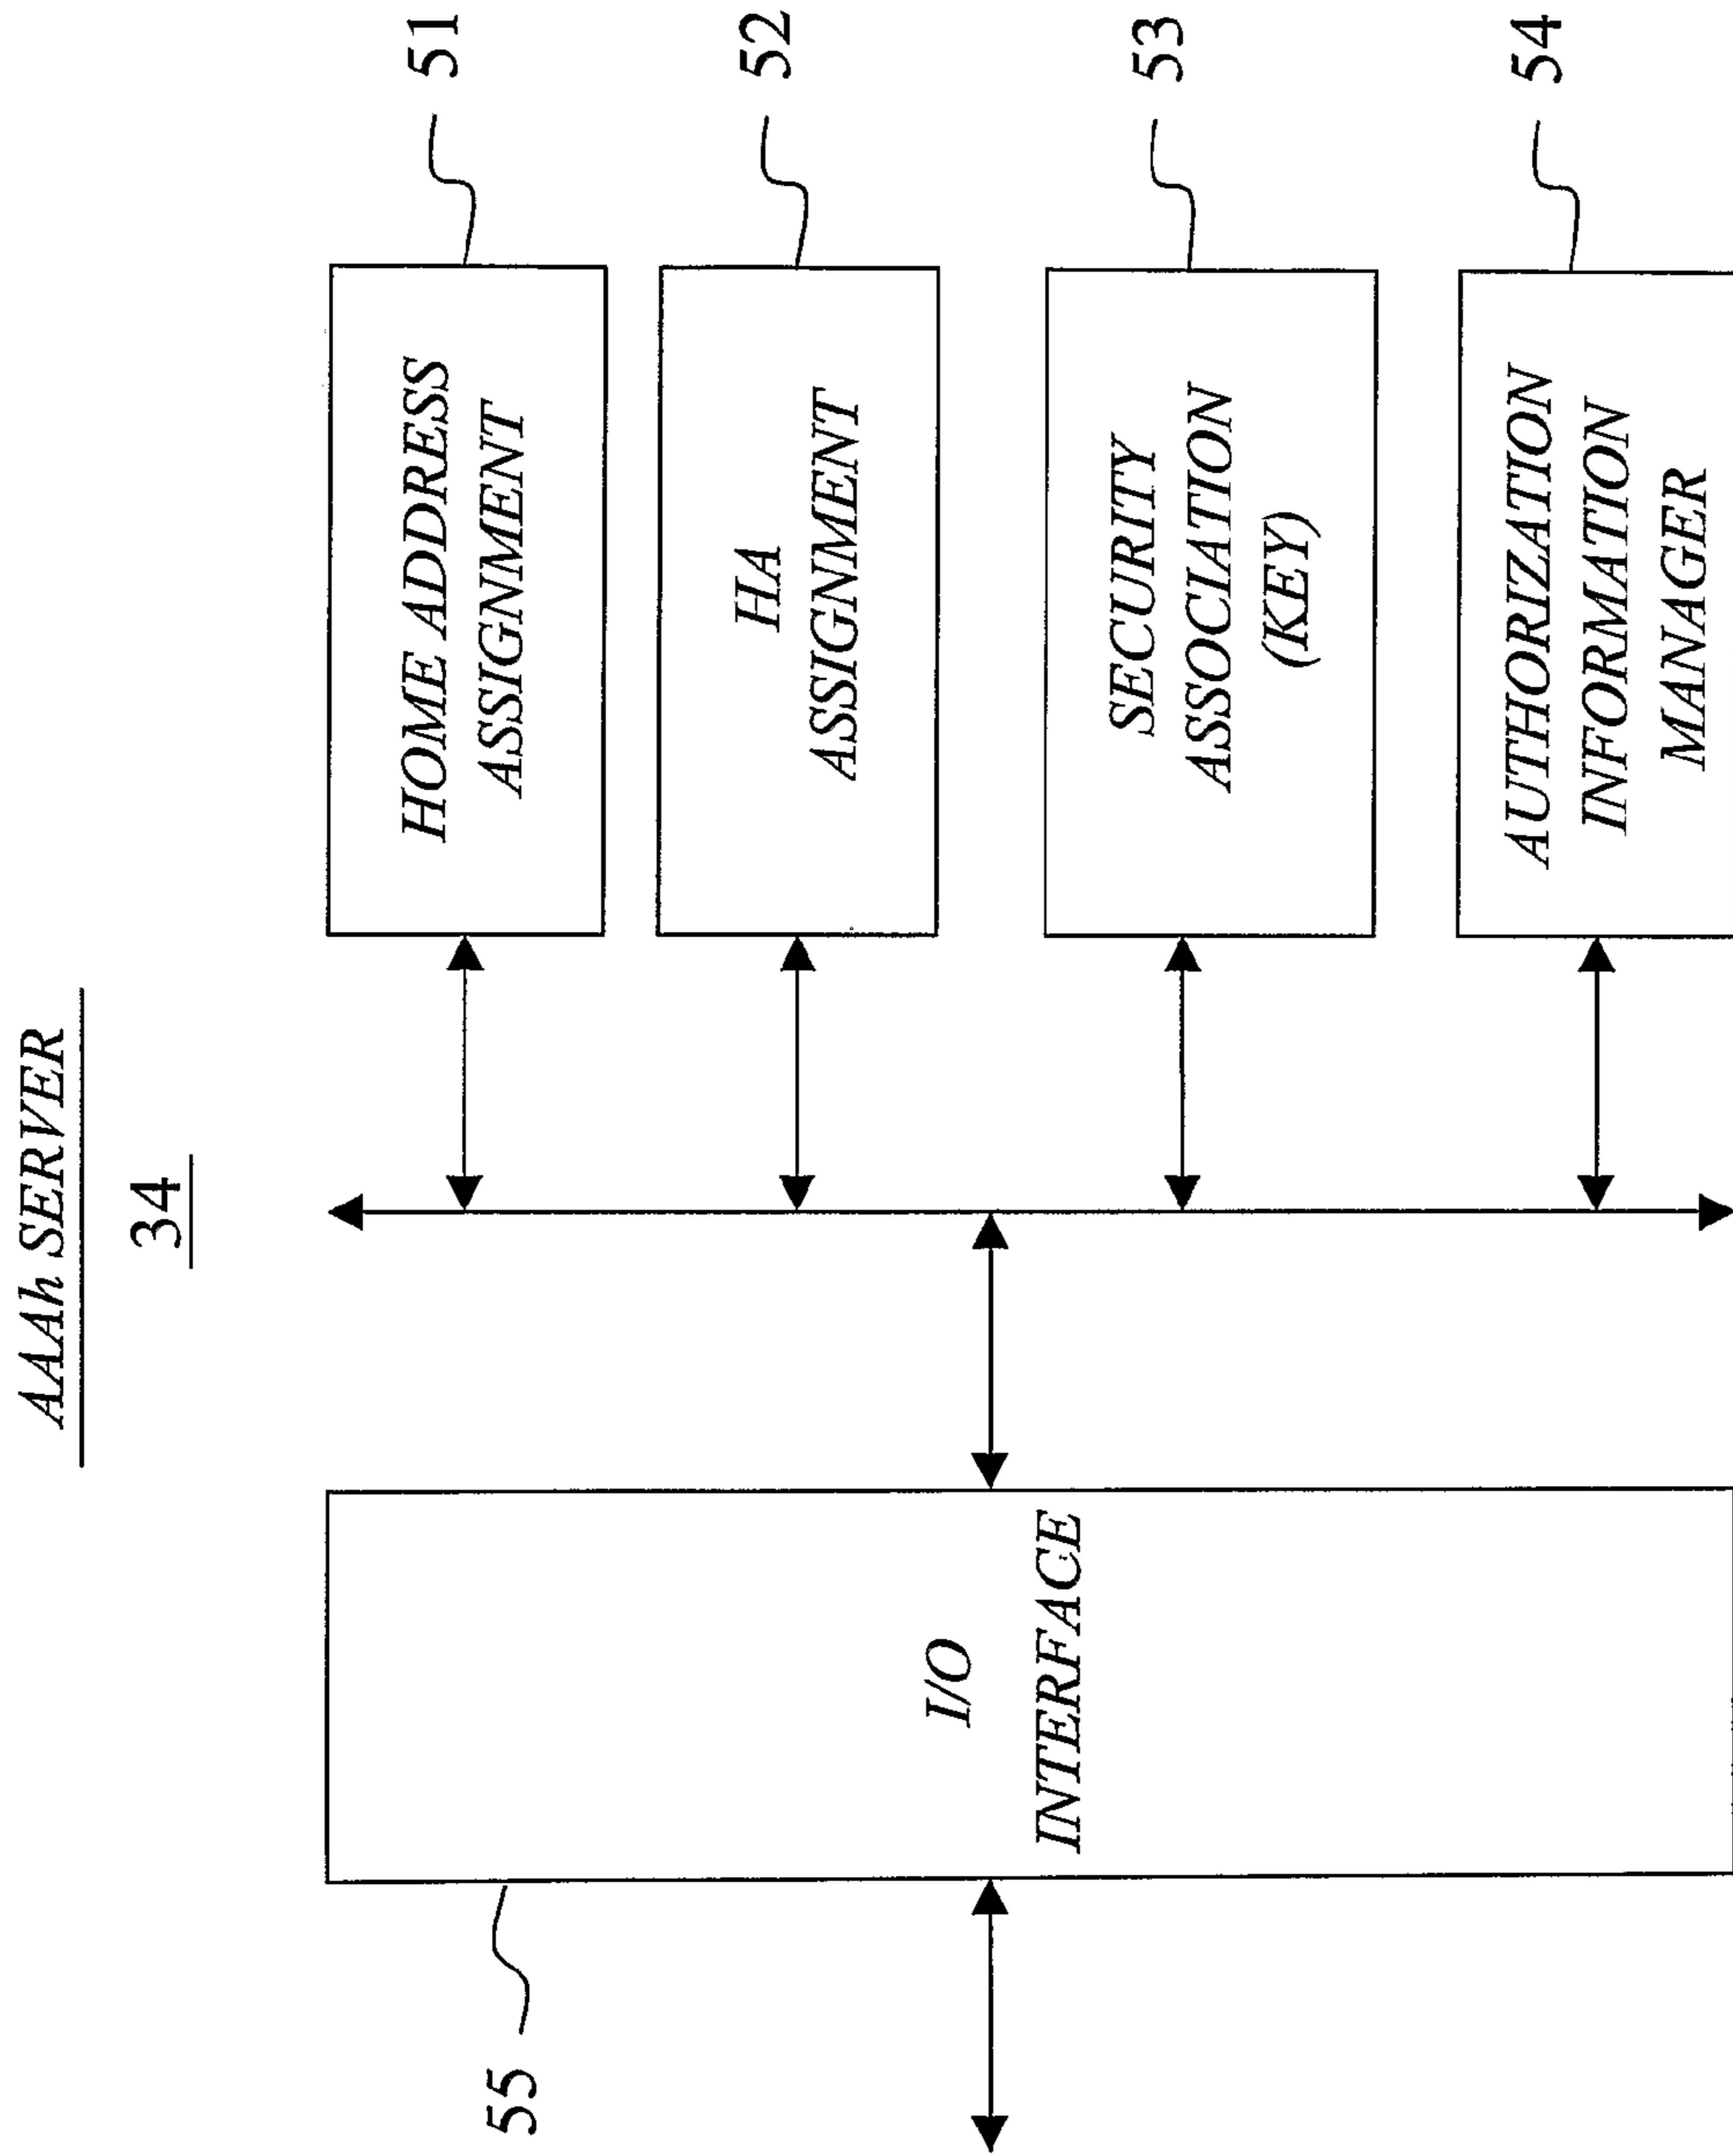 AAAh SERVER
34
HOME ADDRESS
ASSIGNMENT
51
HA
ASSIGNMENT
52
SECURITY
ASSOCIATION
(KEY)
53
AUTHORIZATION
INFORMATION
MANAGER
54
I/O
INTERFACE
55